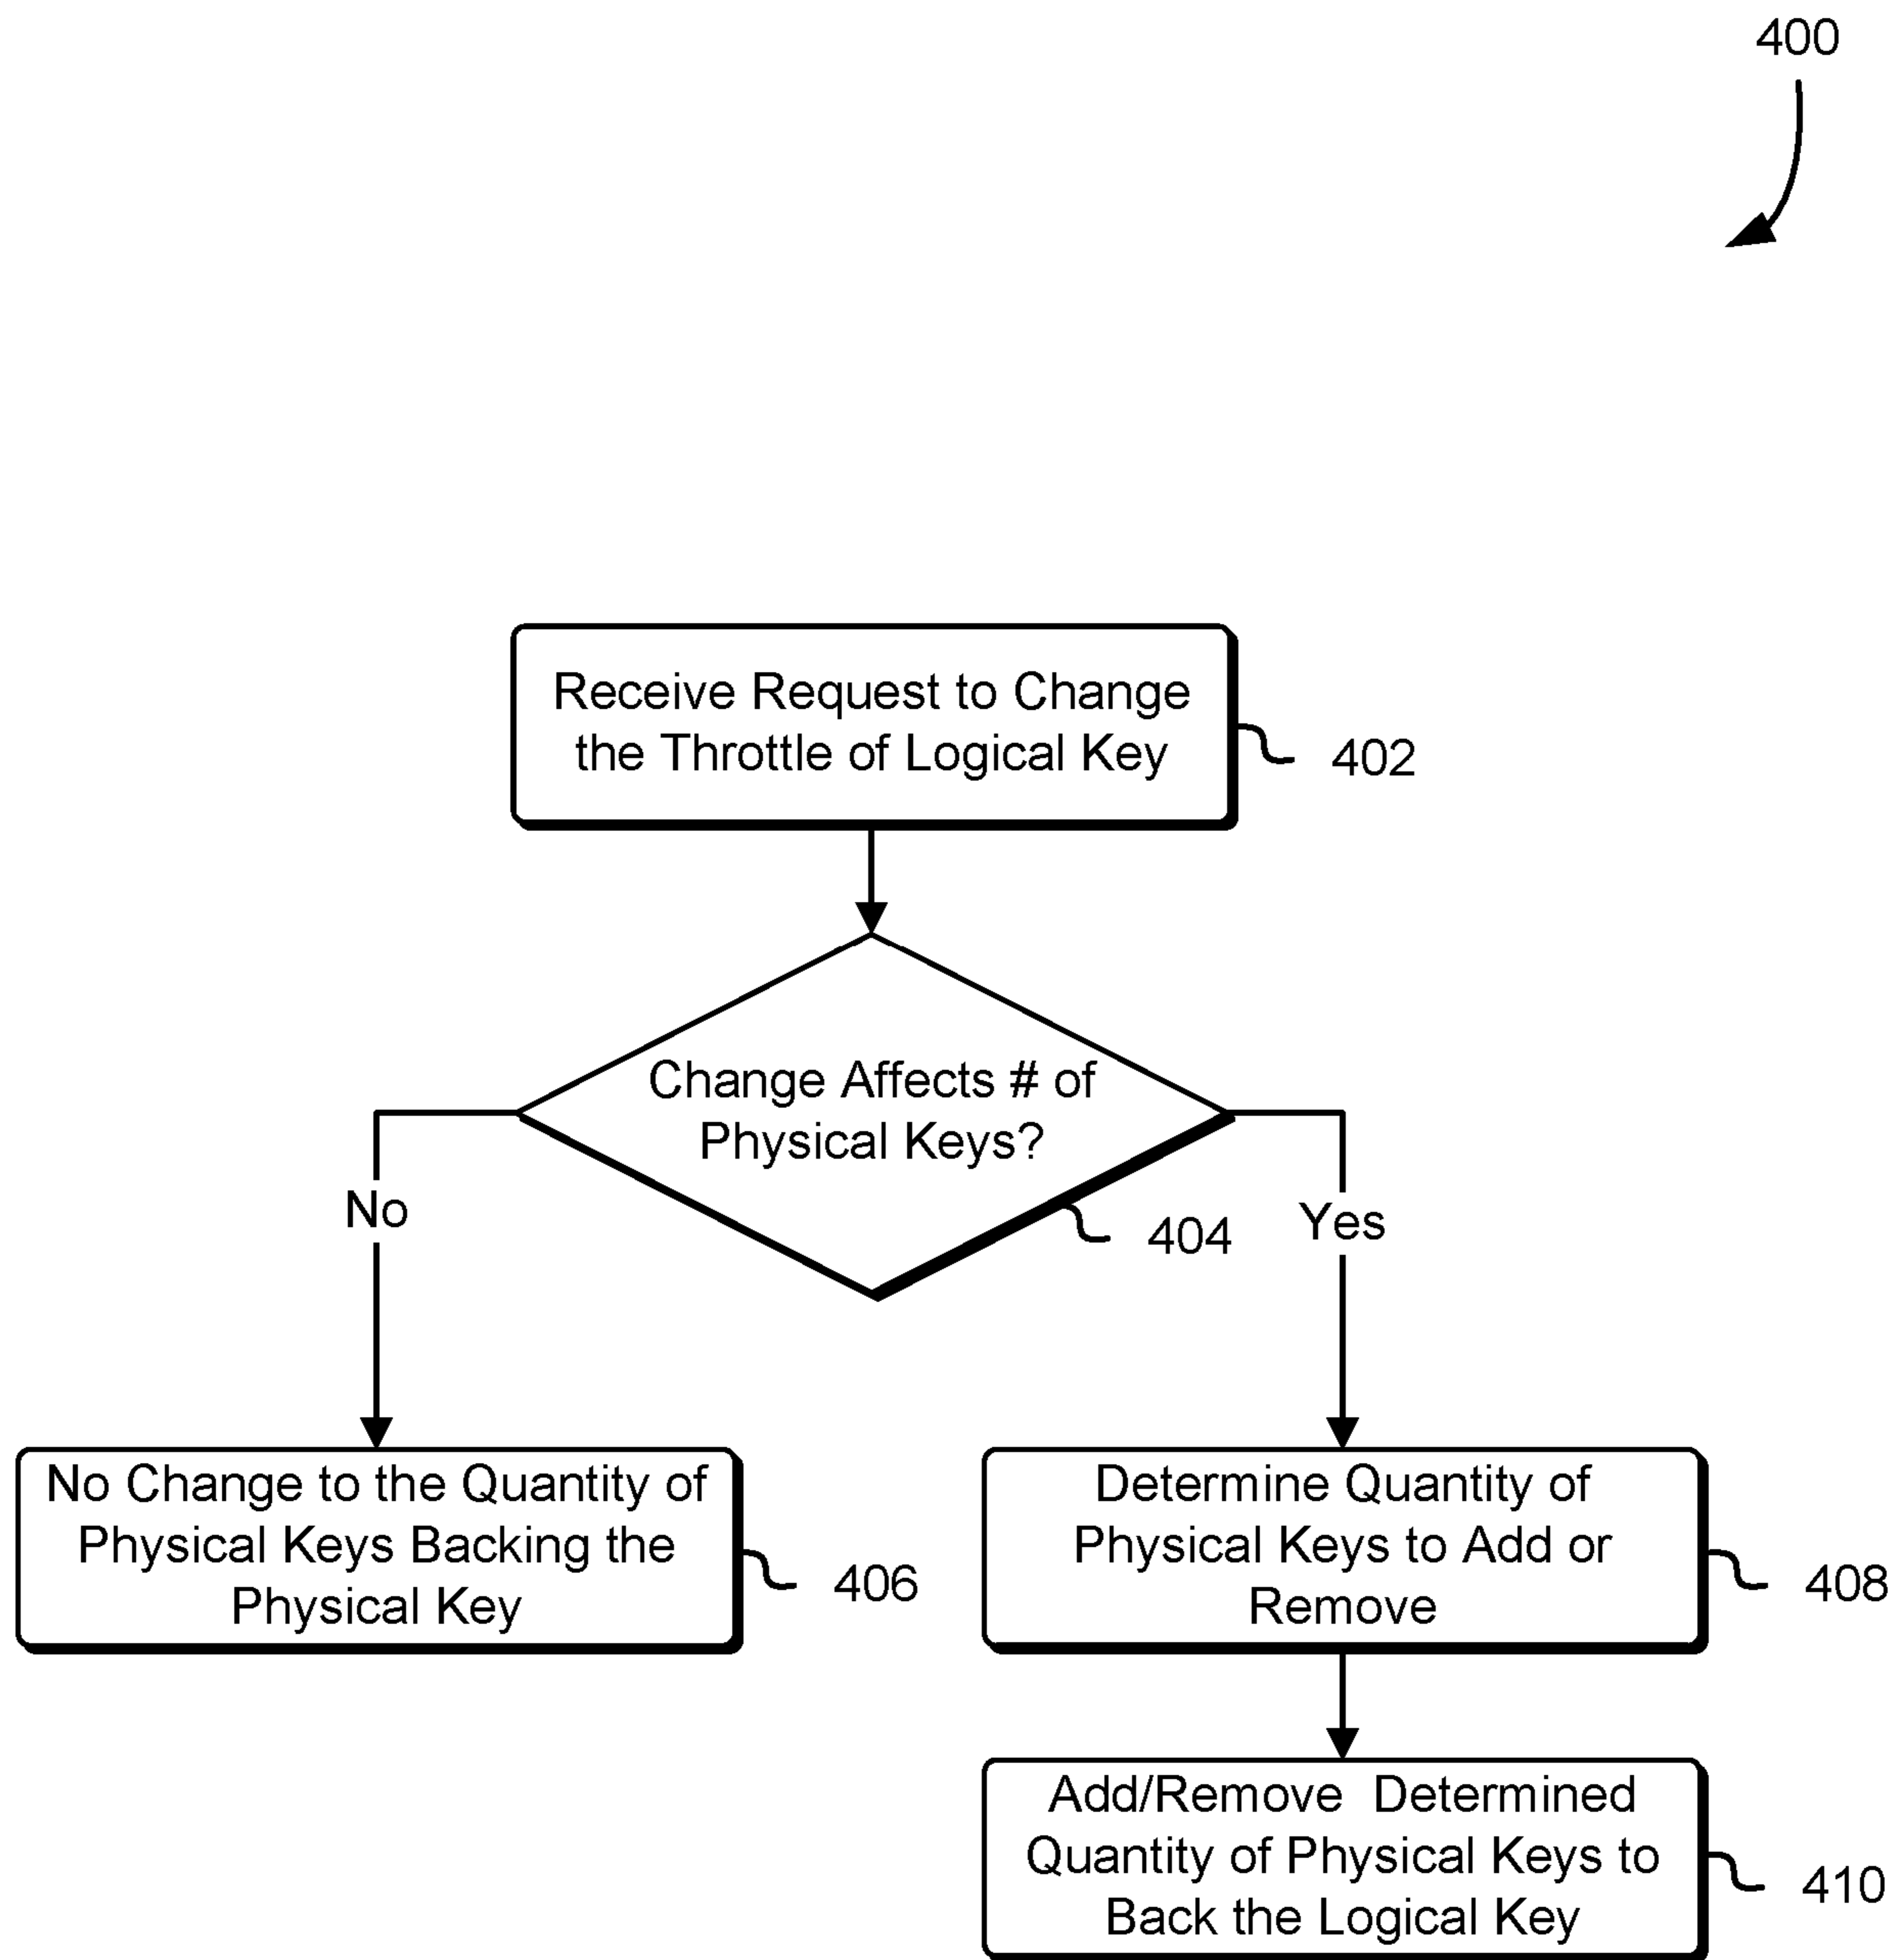 400
Receive Request to Change
the Throttle of Logical Key
402
Change Affects # of
Physical Keys?
404
No
Yes
No Change to the Quantity of
Physical Keys Backing the
Physical Key
406
Determine Quantity of
Physical Keys to Add or
Remove
408
Add/Remove Determined
Quantity of Physical Keys to
Back the Logical Key
410